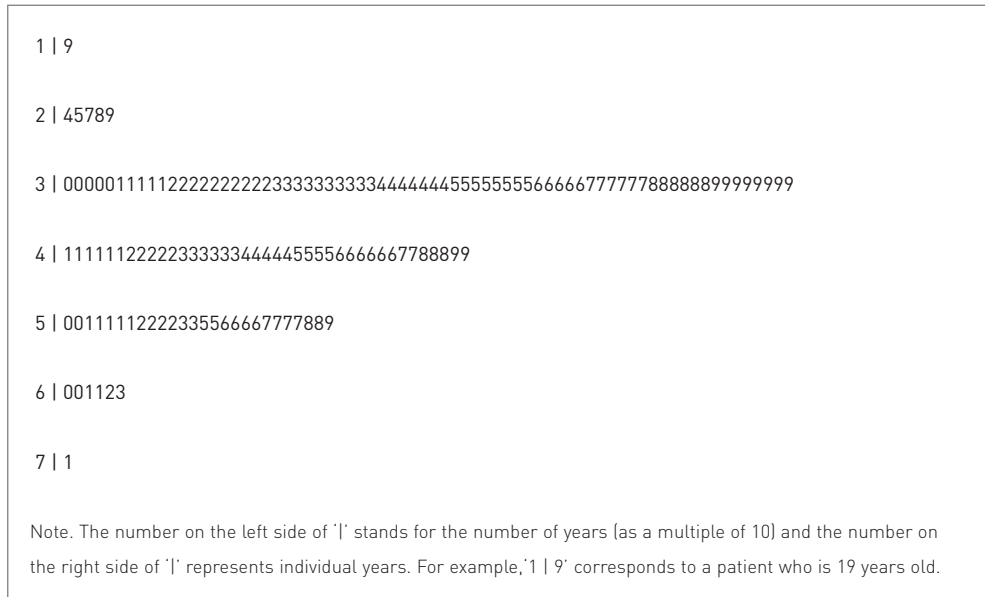 1 | 9
2 | 45789
3 | 0000011111222222222233333333334444444555555556666677777788888899999999
4 | 111111222223333334444455556666667788899
5 | 00111112222335566667777889
6 | 001123
7 | 1
Note. The number on the left side of '|' stands for the number of years (as a multiple of 10) and the number on
the right side of '|' represents individual years. For example,'1 | 9' corresponds to a patient who is 19 years old.